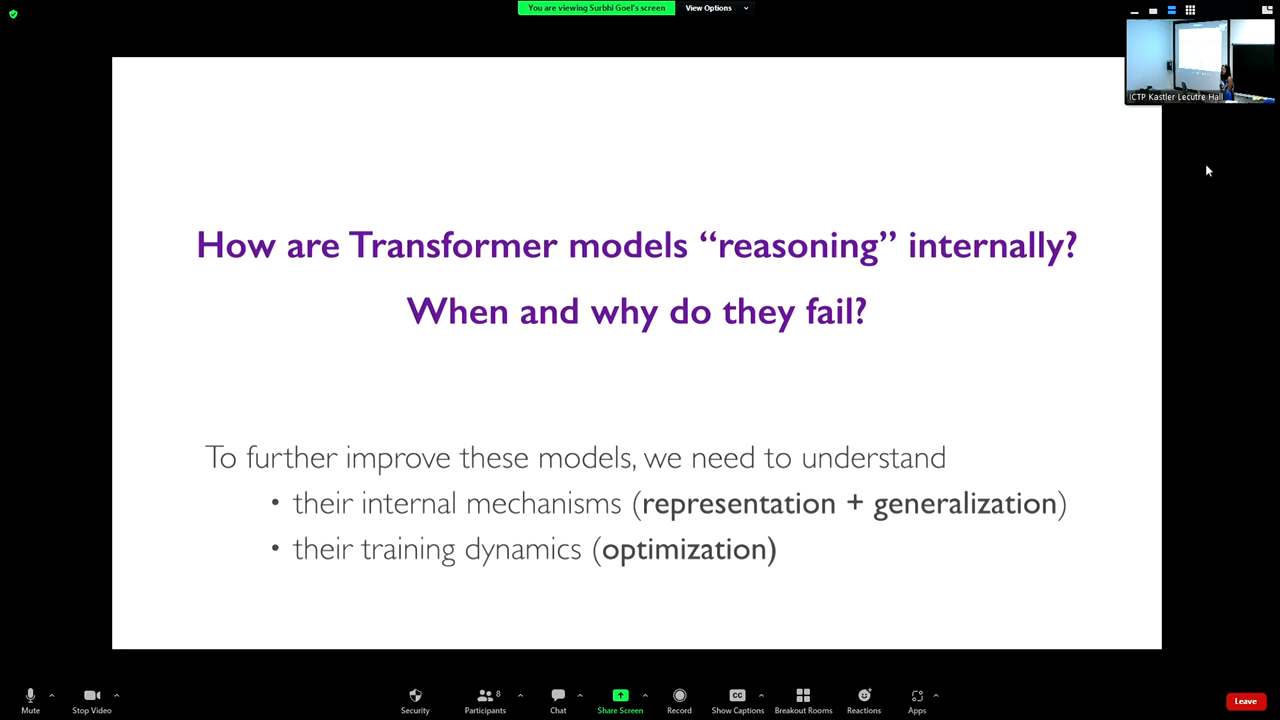 You are viewing Surbhi Goel's screen
View Options
ICTP Kastler Lecutre Hall
How are Transformer models “reasoning” internally?
When and why do they fail?
To further improve these models, we need to understand
• their internal mechanisms (representation + generalization)
• their training dynamics (optimization)
Mute
Stop Video
Security
Participants
8
Chat
Share Screen
Record
CC
Show Captions
Breakout Rooms
Reactions
Apps
Leave